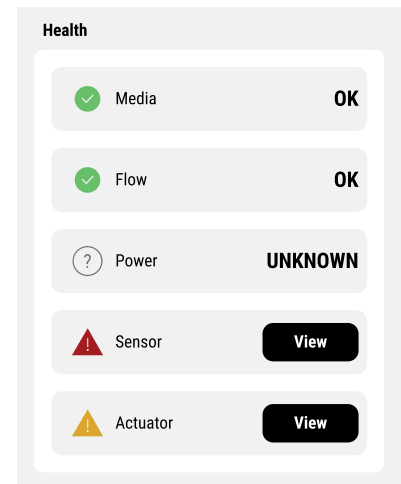 Health
Media OK
Flow OK
? Power UNKNOWN
! Sensor View
! Actuator View